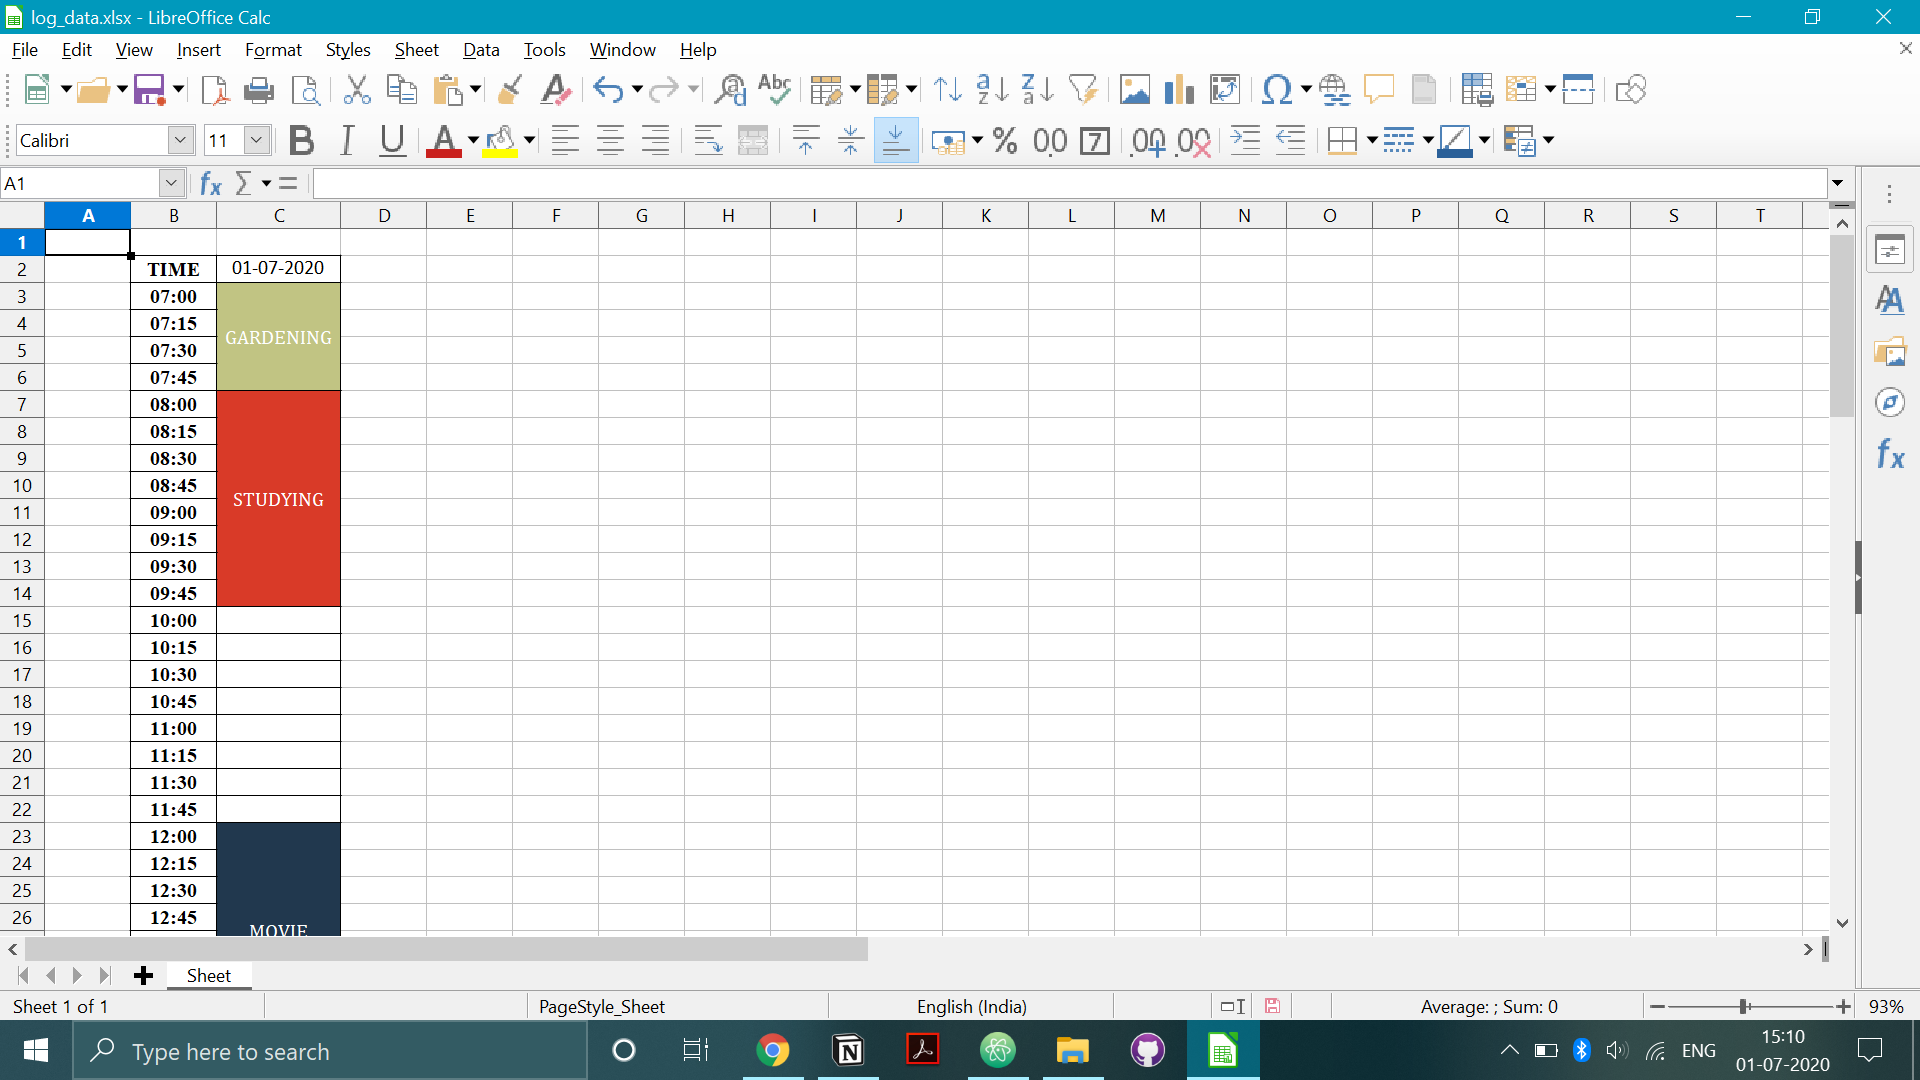 log_data.xlsx - LibreOffice Calc
File Edit View Insert Format Styles Sheet Data Tools Window Help
Calibri 11
A1
A B C D E F G H I J K L M N O P Q R S T
1
2 TIME 01-07-2020
3 07:00
4 07:15
GARDENING
5 07:30
6 07:45
7 08:00
8 08:15
9 08:30
10 08:45
STUDYING
11 09:00
12 09:15
13 09:30
14 09:45
15 10:00
16 10:15
17 10:30
18 10:45
19 11:00
20 11:15
21 11:30
22 11:45
23 12:00
24 12:15
25 12:30
26 12:45
MOVIE
Sheet
Sheet 1 of 1 PageStyle_Sheet English (India) Average: ; Sum: 0 93%
Type here to search
ENG
15:10
01-07-2020